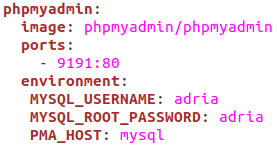 phpmyadmin:
  image: phpmyadmin/phpmyadmin
  ports:
    - 9191:80
  environment:
   MYSQL_USERNAME: adria
   MYSQL_ROOT_PASSWORD: adria
   PMA_HOST: mysql